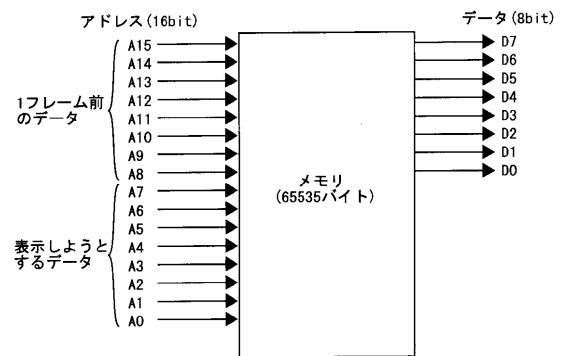 アドレス(16bit)
データ(8bit)
A15
A14
A13
A12
A11
A10
A9
A8
A7
A6
A5
A4
A3
A2
A1
A0
1フレーム前
のデータ
表示しようと
するデータ
メモリ
(65535バイト)
D7
D6
D5
D4
D3
D2
D1
D0